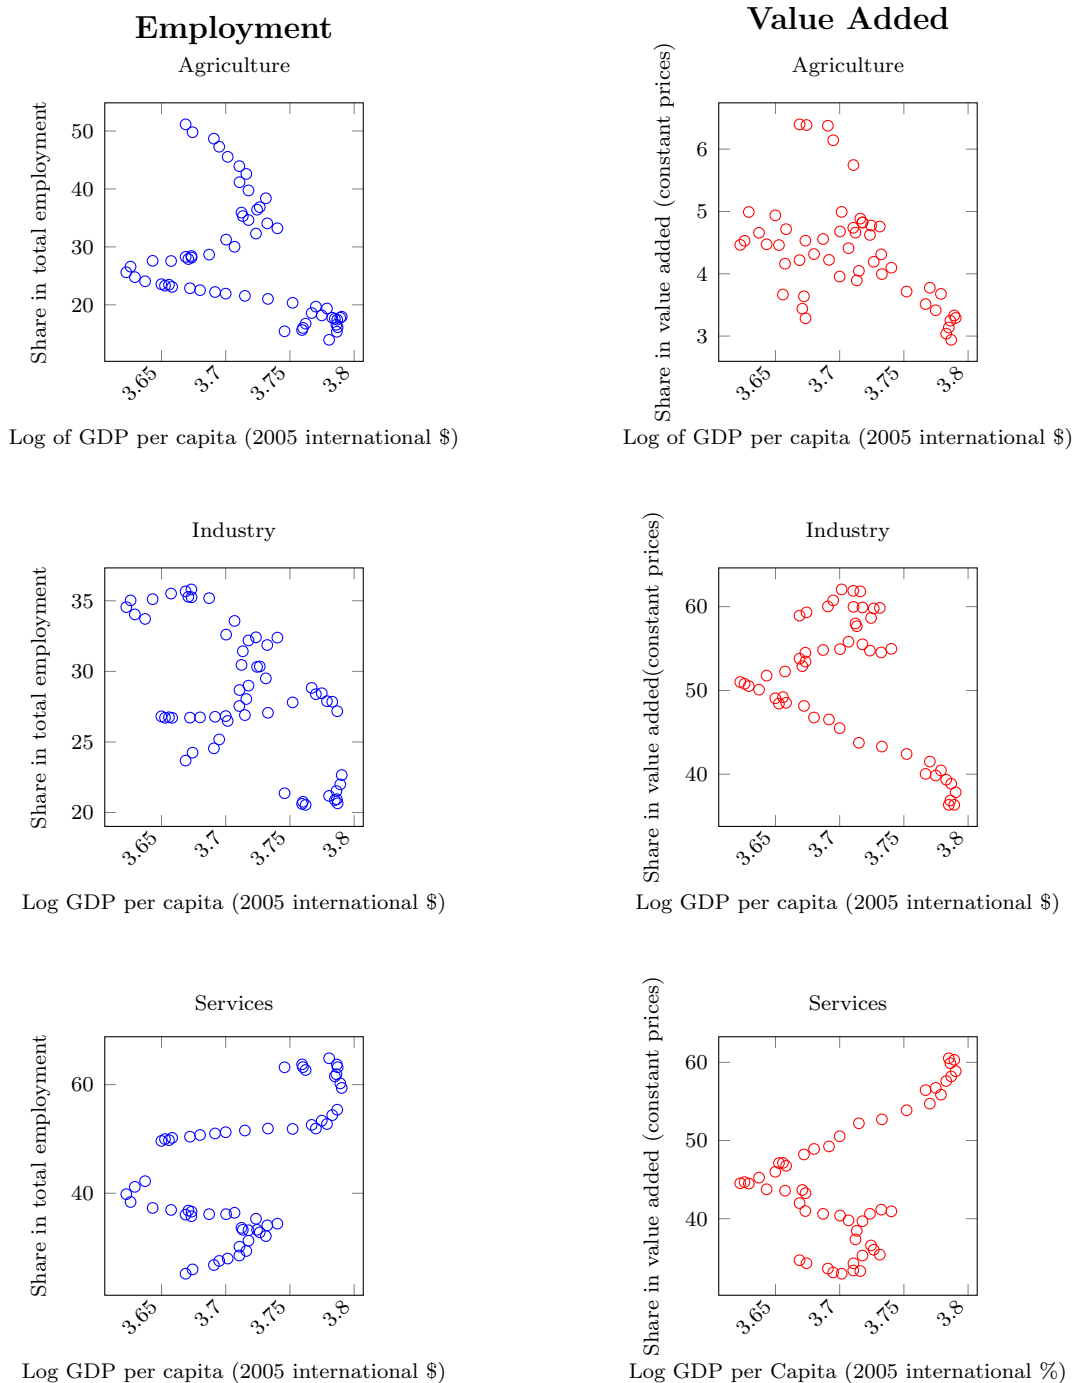 Employment
Value Added
Agriculture
Share in total employment
50
40
30
20
3.65
3.7
3.75
3.8
Log of GDP per capita (2005 international $)
Agriculture
Share in value added (constant prices)
6
5
4
3
3.65
3.7
3.75
3.8
Log of GDP per capita (2005 international $)
Industry
Share in total employment
35
30
25
20
3.65
3.7
3.75
3.8
Log GDP per capita (2005 international $)
Industry
Share in value added(constant prices)
60
50
40
3.65
3.7
3.75
3.8
Log GDP per capita (2005 international $)
Services
Share in total employment
60
40
3.65
3.7
3.75
3.8
Log GDP per capita (2005 international $)
Services
Share in value added (constant prices)
60
50
40
3.65
3.7
3.75
3.8
Log GDP per Capita (2005 international %)